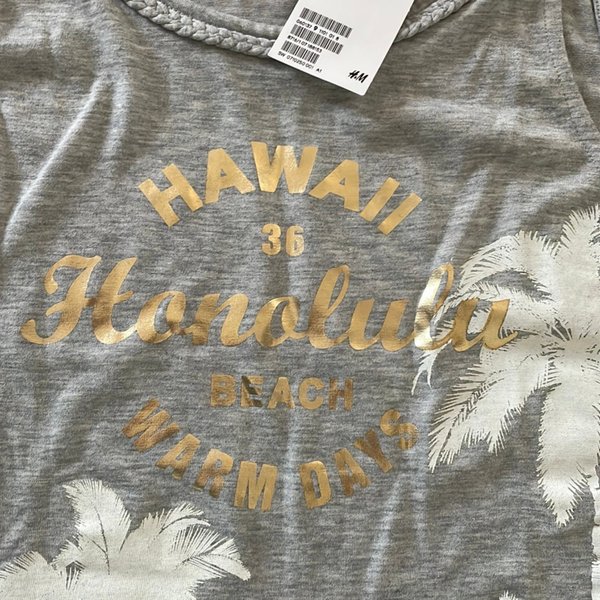 H&M
HAWAII
36
Honolulu
BEACH
WARM DAYS